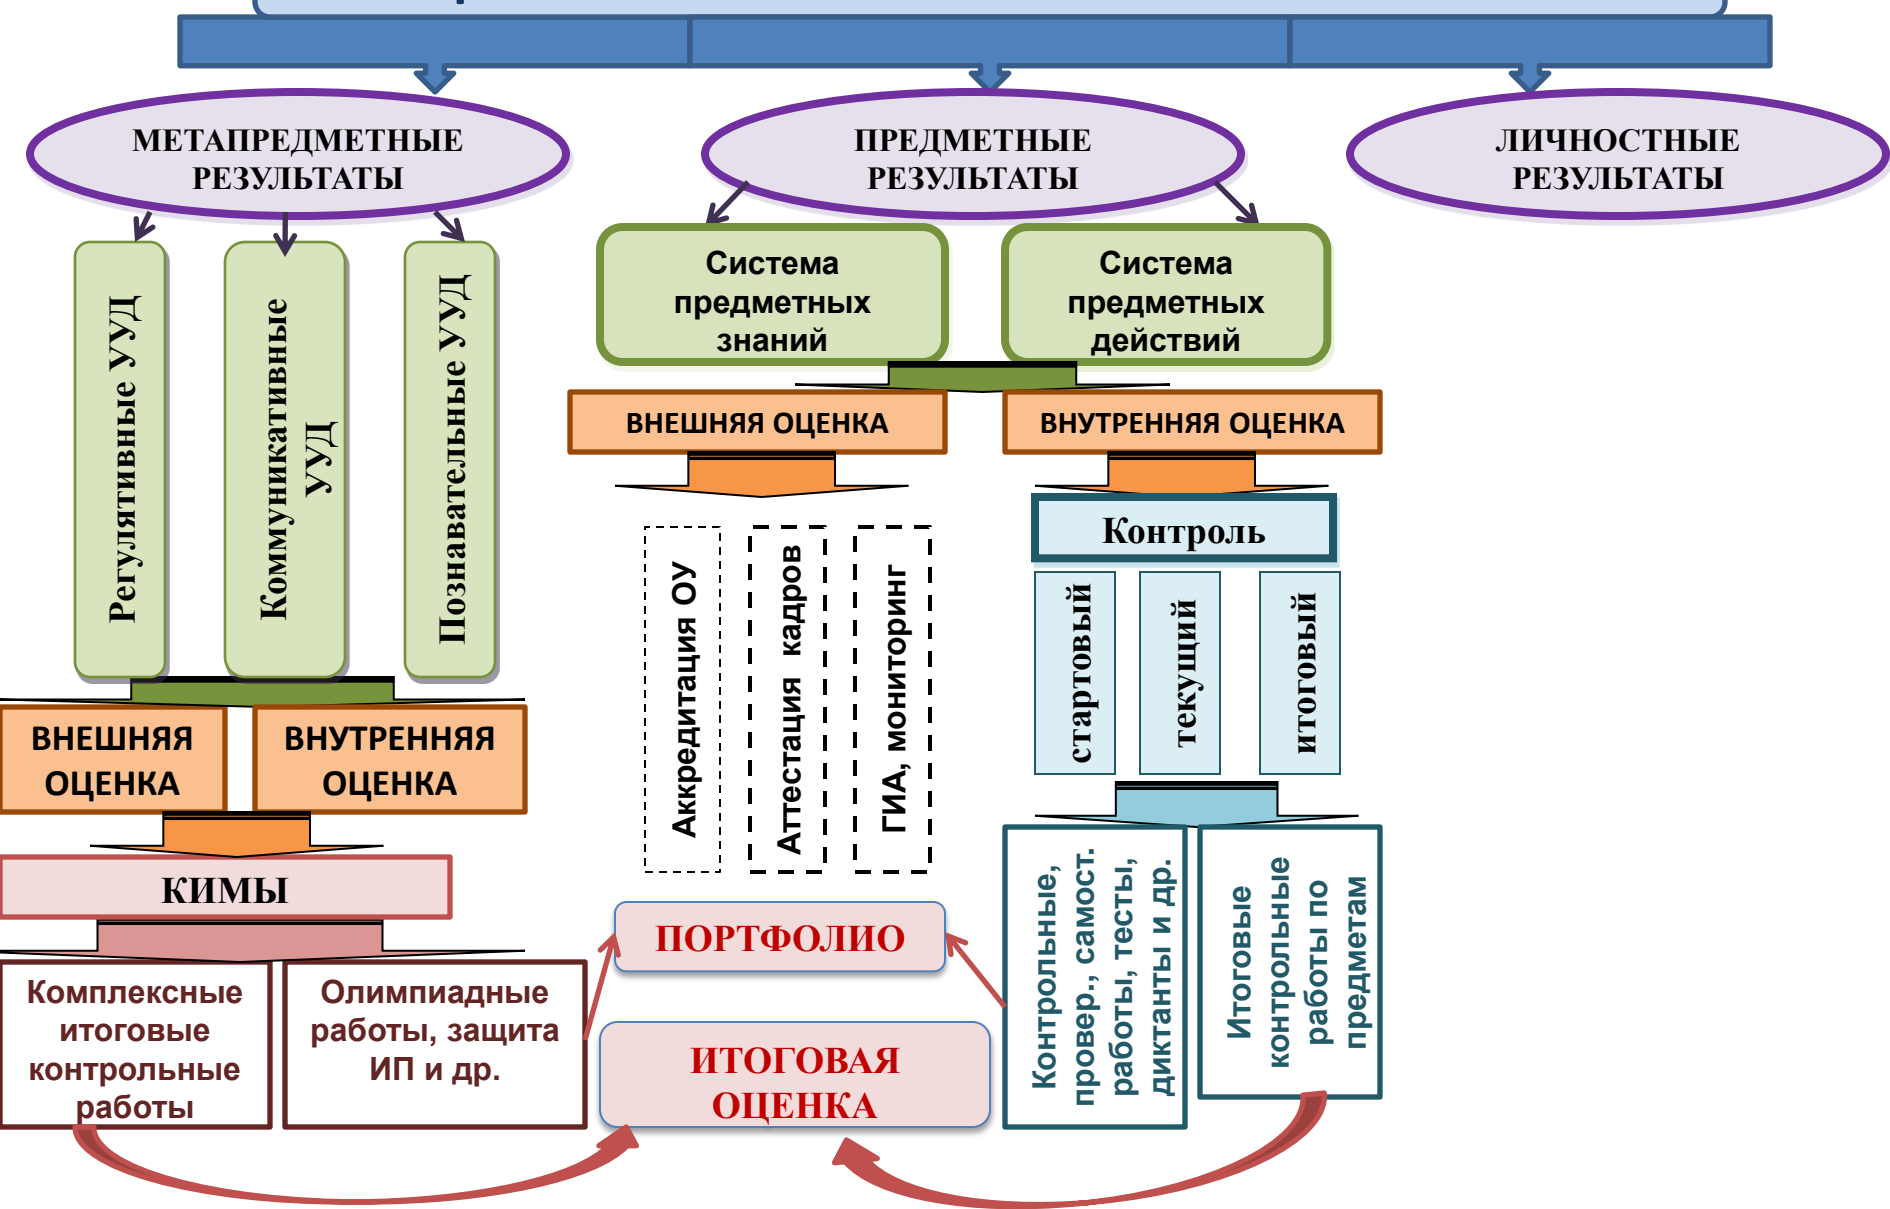 МЕТАПРЕДМЕТНЫЕ
РЕЗУЛЬТАТЫ
ПРЕДМЕТНЫЕ
РЕЗУЛЬТАТЫ
ЛИЧНОСТНЫЕ
РЕЗУЛЬТАТЫ
Регулятивные УУД
Коммуникативные
УУД
Познавательные УУД
Система
предметных
знаний
Система
предметных
действий
ВНЕШНЯЯ ОЦЕНКА
ВНУТРЕННЯЯ ОЦЕНКА
Аккредитация ОУ
Аттестация кадров
ГИА, мониторинг
Контроль
стартовый
текущий
итоговый
ВНЕШНЯЯ
ОЦЕНКА
ВНУТРЕННЯЯ
ОЦЕНКА
КИМЫ
Комплексные
итоговые
контрольные
работы
Олимпиадные
работы, защита
ИП и др.
ПОРТФОЛИО
ИТОГОВАЯ
ОЦЕНКА
Контрольные,
провер., самост.
работы, тесты,
диктанты и др.
Итоговые
контрольные
работы по
предметам